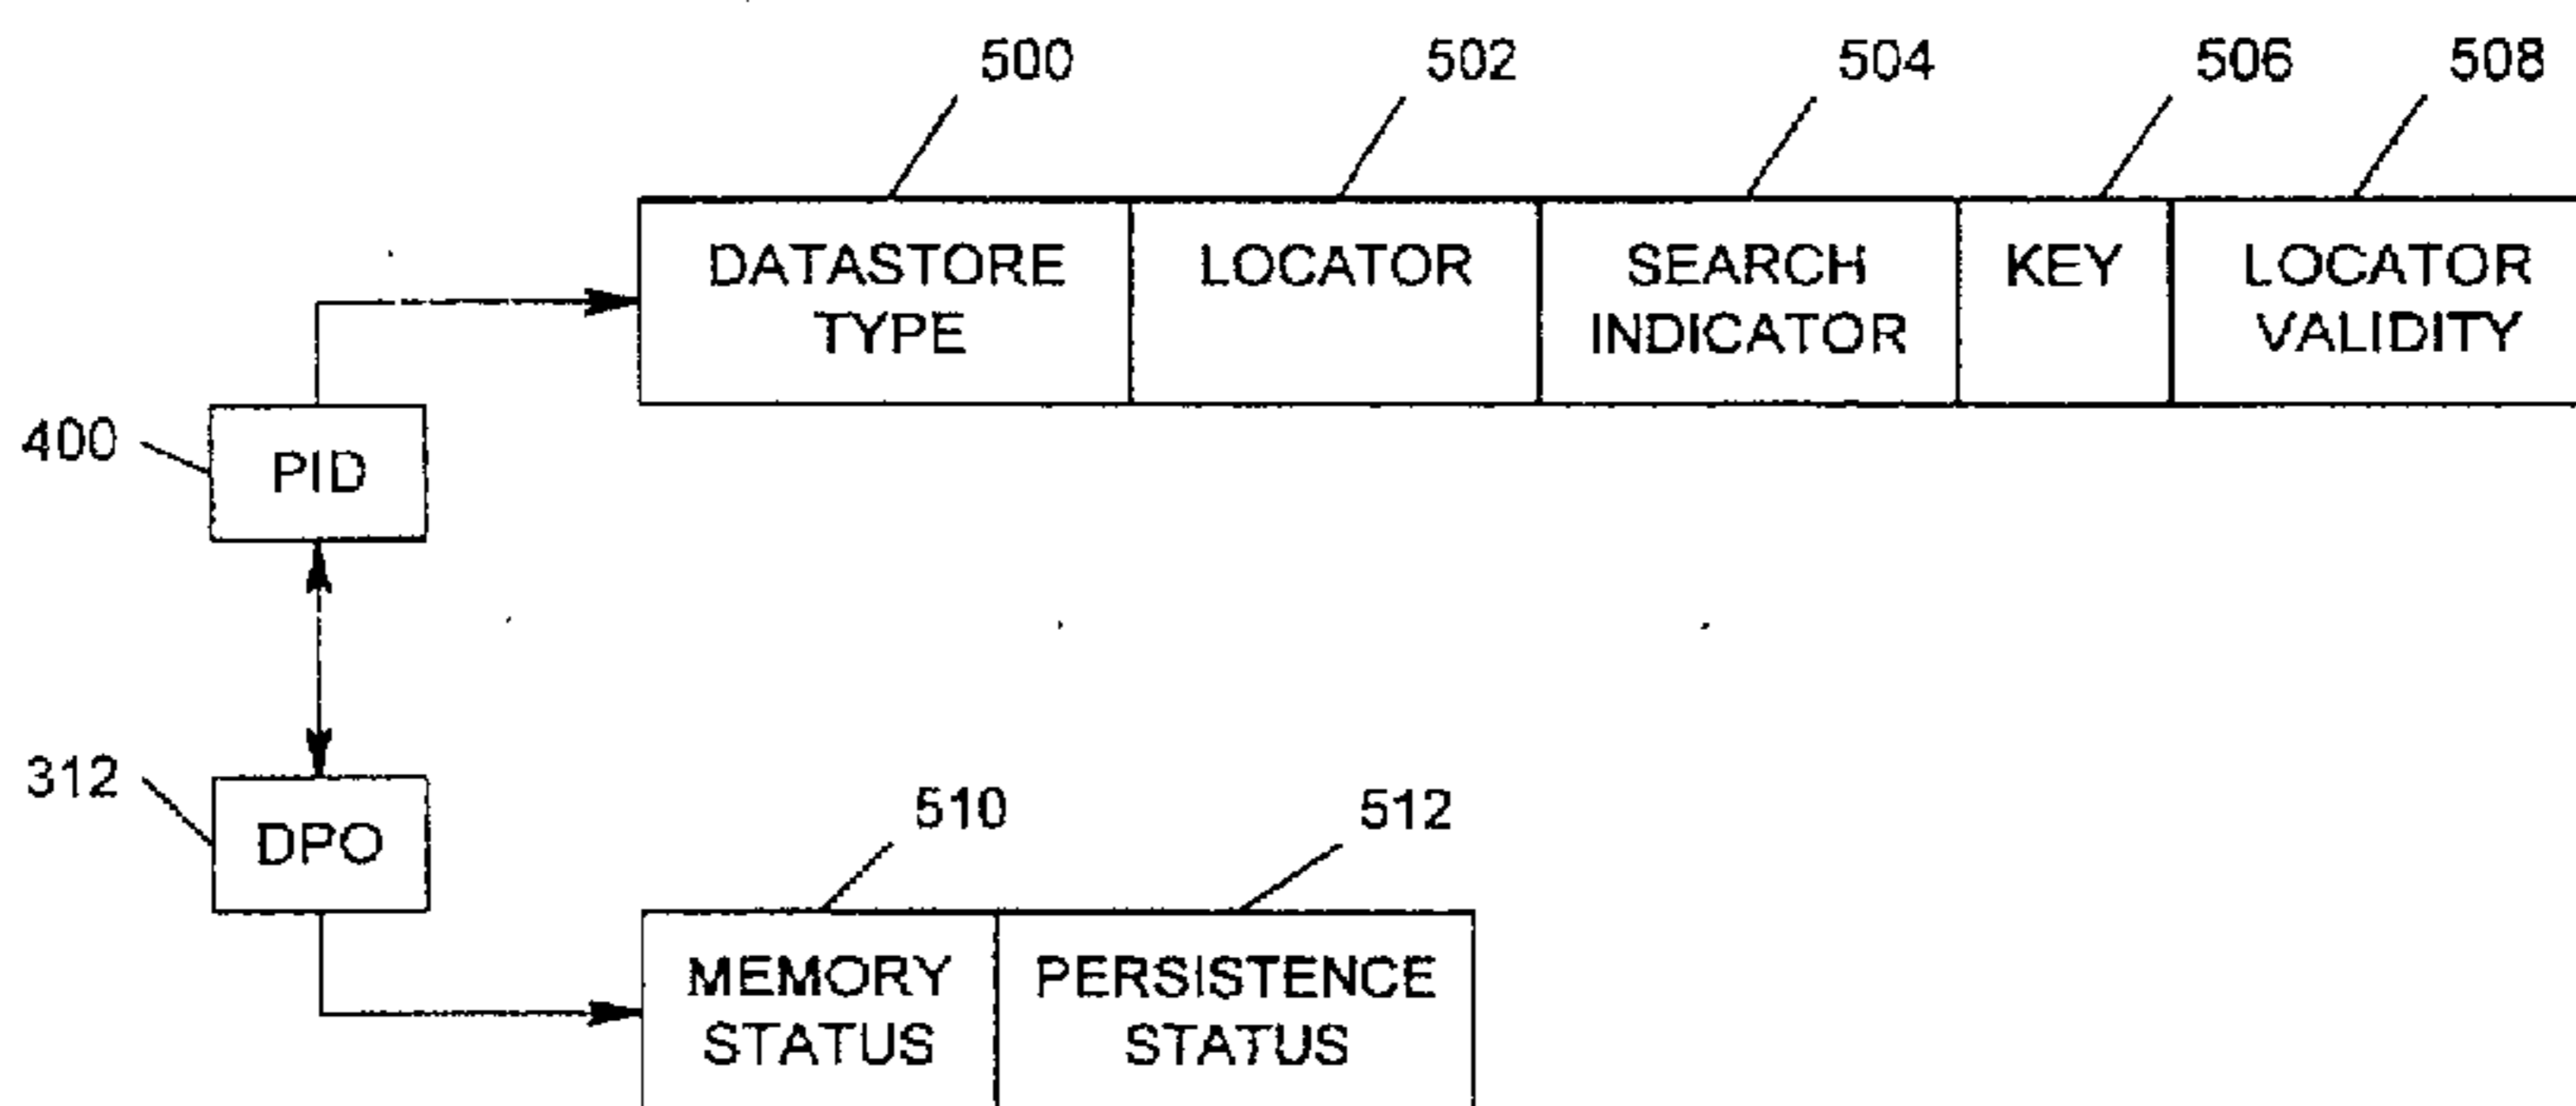 500 502 504 506 508
DATASTORE TYPE
LOCATOR
SEARCH INDICATOR
KEY
LOCATOR VALIDITY
400
PID
312
DPO
510 512
MEMORY STATUS
PERSISTENCE STATUS